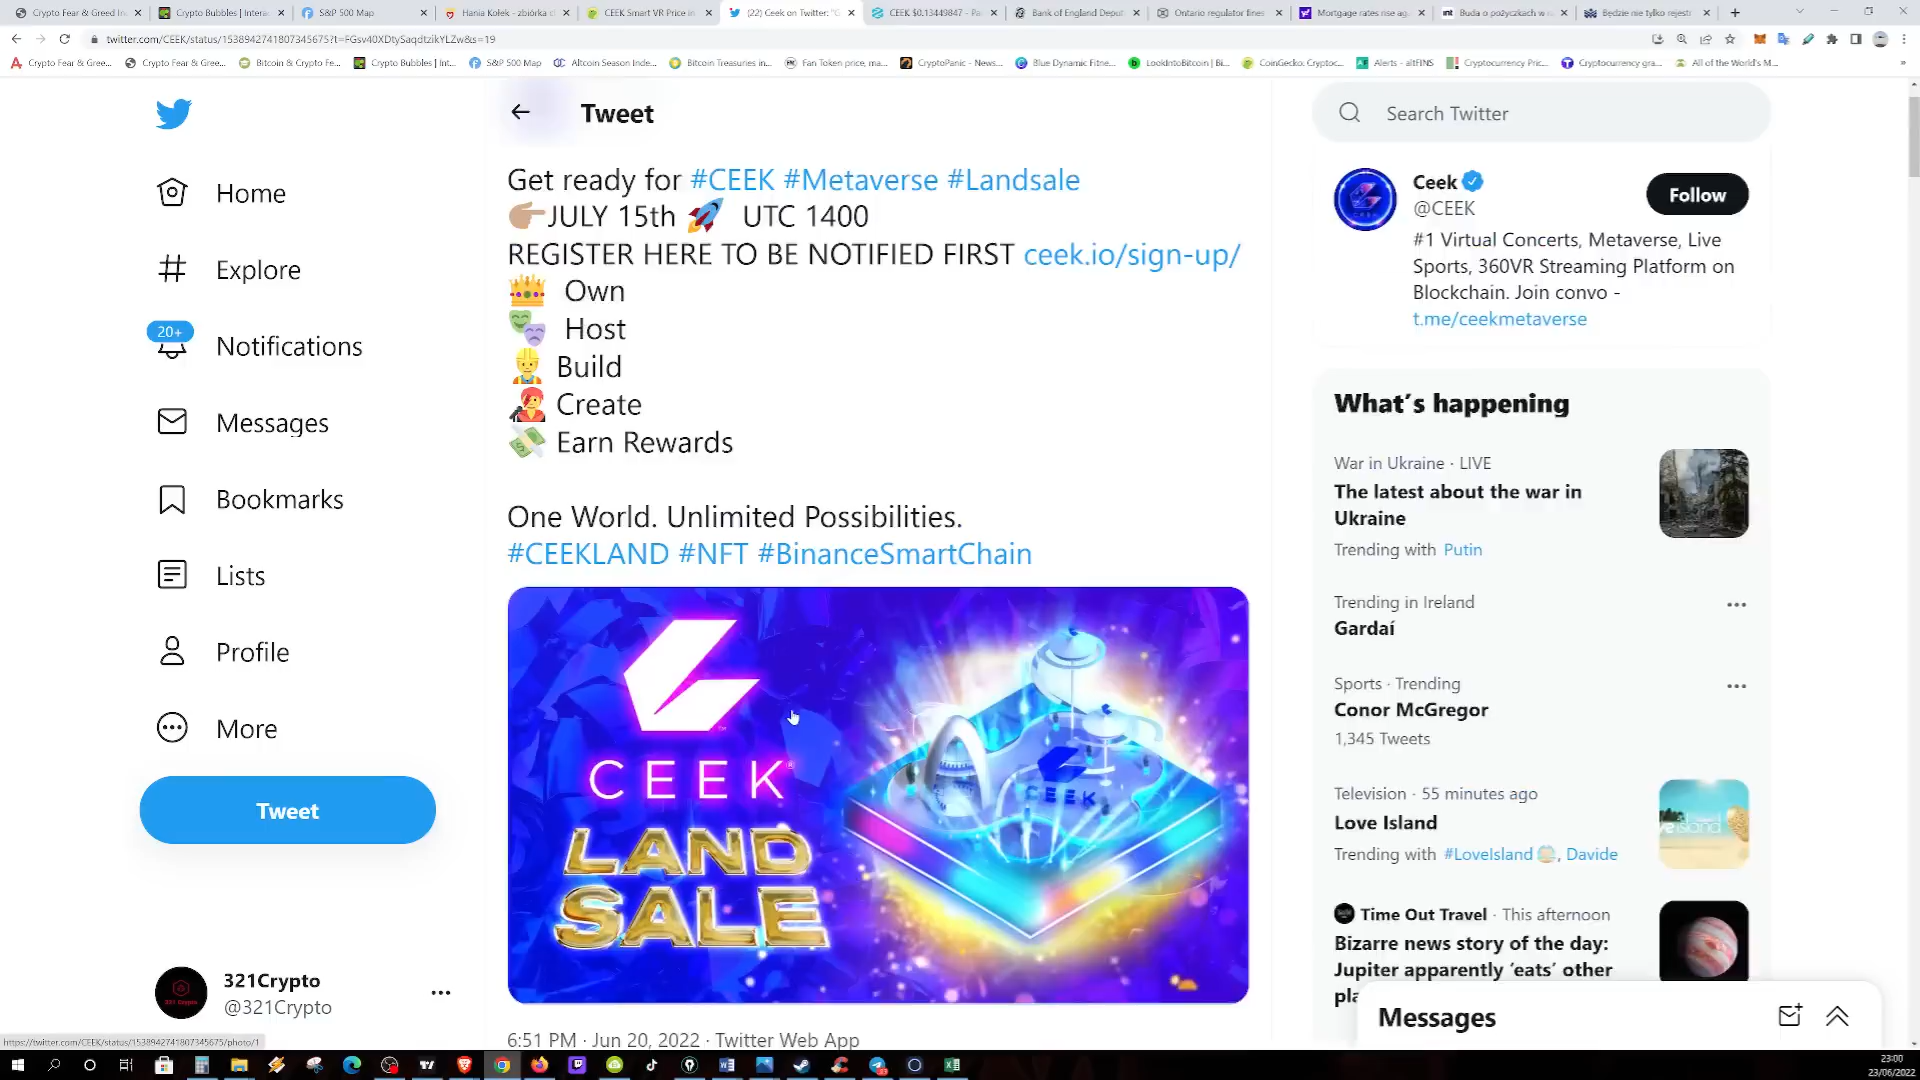 Crypto Fear & Greed In
Crypto Bubbles | Intera
S&P 500 Map
Hania Kołek - zbiórka c
CEEK Smart VR Price in
(22) Ceek on Twitter: "G
CEEK $0.13449847 - Pa
Bank of England Deput
Ontario regulator fines
Mortgage rates rise ag
Buda o pożyczkach w r
Będzie nie tylko rejestr
twitter.com/CEEK/status/1538942741807345675?t=FGsv40XDtySaqdtzikYLZw&s=19
Crypto Fear & Gree...
Crypto Fear & Gree...
Bitcoin & Crypto Fe...
Crypto Bubbles | Int...
S&P 500 Map
Altcoin Season Inde...
Bitcoin Treasuries in...
Fan Token price, ma...
CryptoPanic - News...
Blue Dynamic Fitne...
LookIntoBitcoin | Bi...
CoinGecko: Cryptoc...
Alerts - altFINS
Cryptocurrency Pric...
Cryptocurrency gra...
All of the World's M...
Home
Explore
20+
Notifications
Messages
Bookmarks
Lists
Profile
More
Tweet
321Crypto
@321Crypto
Tweet
Get ready for #CEEK #Metaverse #Landsale
👉🏽JULY 15th 🚀 UTC 1400
REGISTER HERE TO BE NOTIFIED FIRST ceek.io/sign-up/
👑 Own
🎭 Host
👷 Build
👩‍🎤 Create
💸 Earn Rewards
One World. Unlimited Possibilities.
#CEEKLAND #NFT #BinanceSmartChain
CEEK®
LAND
SALE
CEEK
6:51 PM · Jun 20, 2022 · Twitter Web App
Search Twitter
Ceek
@CEEK
Follow
#1 Virtual Concerts, Metaverse, Live
Sports, 360VR Streaming Platform on
Blockchain. Join convo -
t.me/ceekmetaverse
What's happening
War in Ukraine · LIVE
The latest about the war in
Ukraine
Trending with Putin
Trending in Ireland
Gardaí
Sports · Trending
Conor McGregor
1,345 Tweets
Television · 55 minutes ago
Love Island
Trending with #LoveIsland, Davide
Time Out Travel · This afternoon
Bizarre news story of the day:
Jupiter apparently 'eats' other
pla
Messages
https://twitter.com/CEEK/status/1538942741807345675/photo/1
23:00
23/06/2022